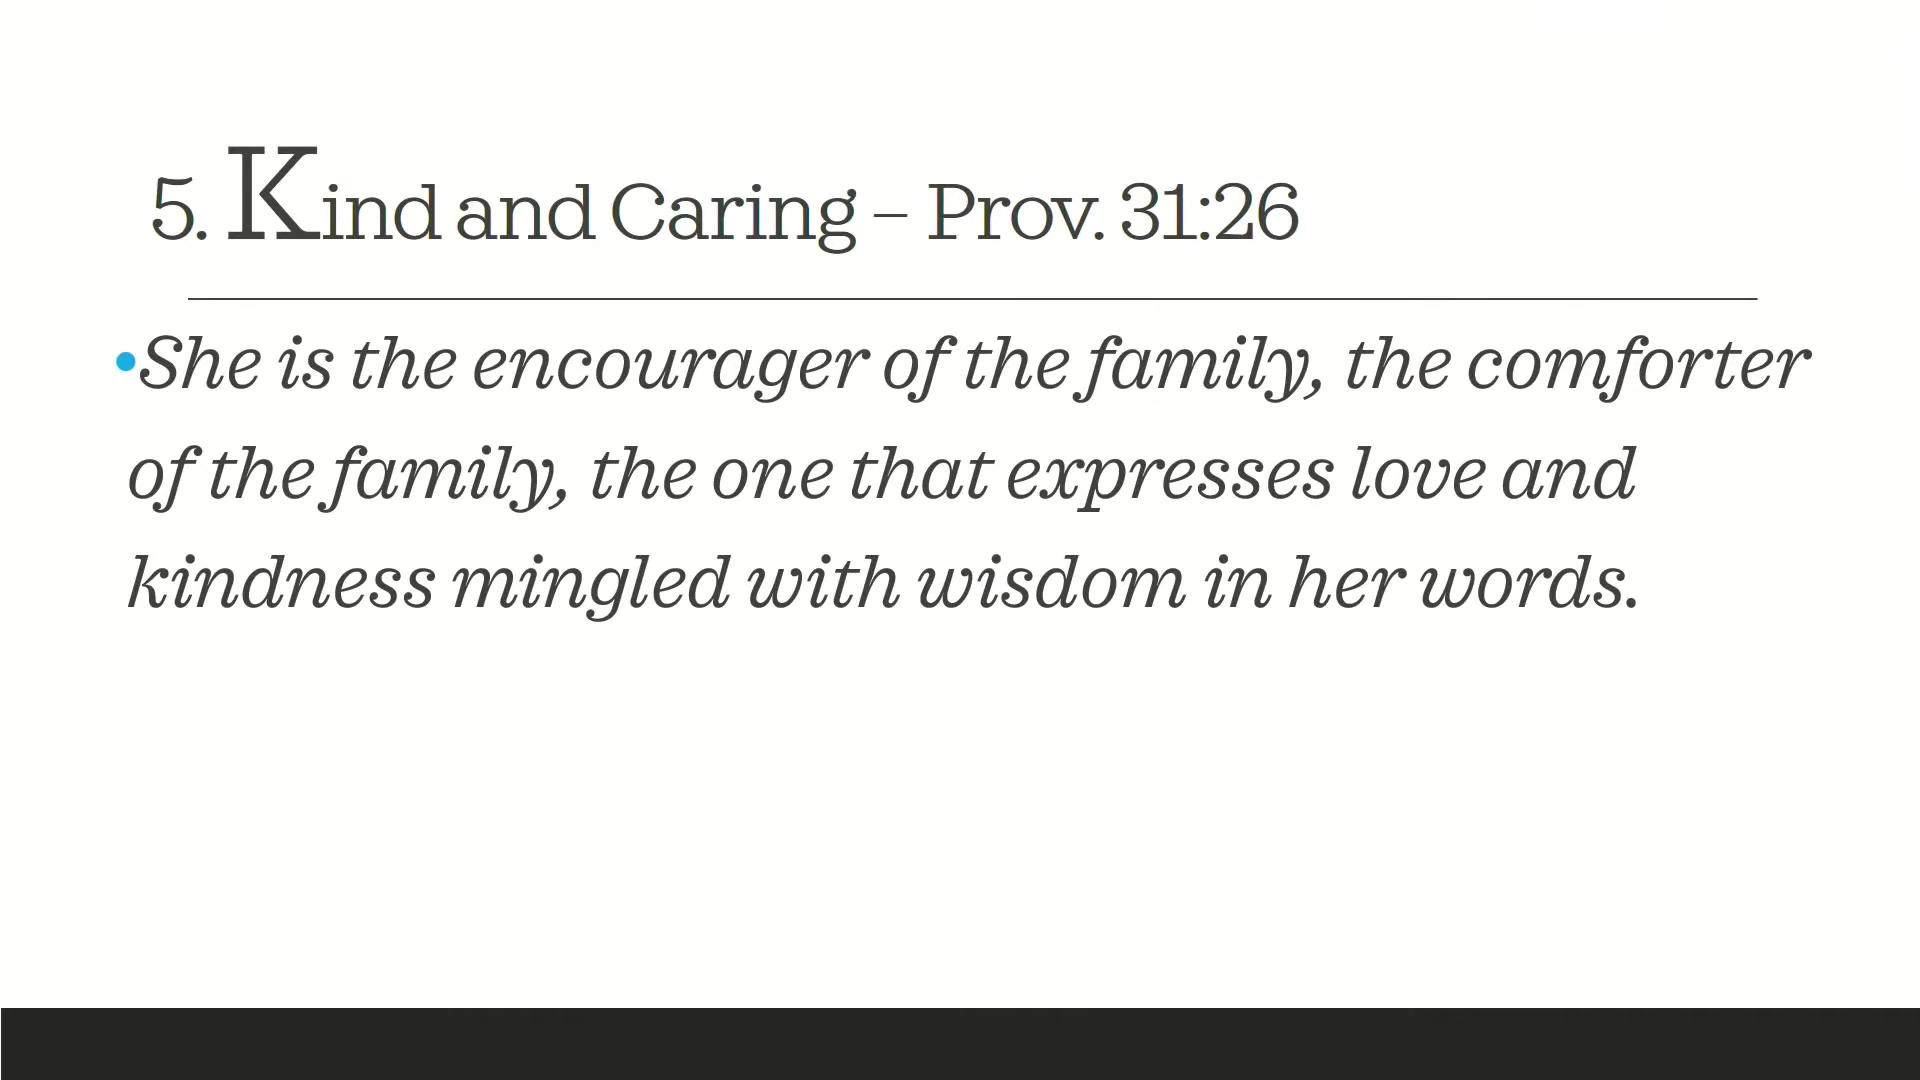 5. Kind and Caring – Prov. 31:26
•She is the encourager of the family, the comforter
of the family, the one that expresses love and
kindness mingled with wisdom in her words.